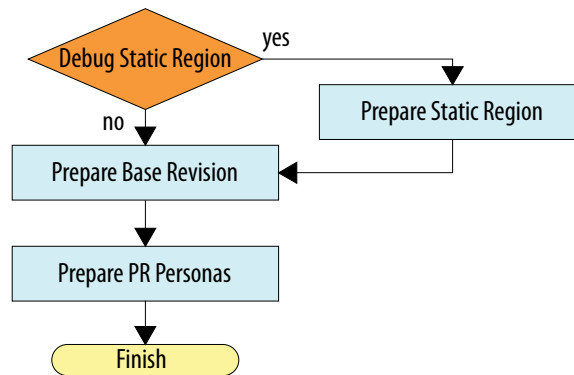 Debug Static Region
yes
Prepare Static Region
no
Prepare Base Revision
Prepare PR Personas
Finish